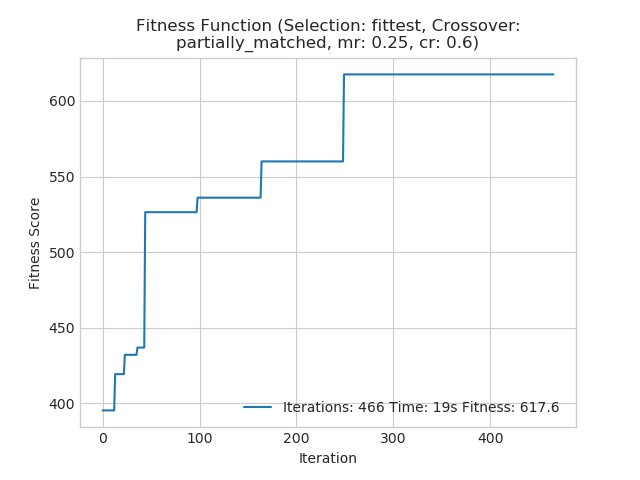 Fitness Function (Selection: fittest, Crossover:
partially_matched, mr: 0.25, cr: 0.6)
Fitness Score
600
550
500
450
400
Iterations: 466 Time: 19s Fitness: 617.6
0 100 200 300 400
Iteration